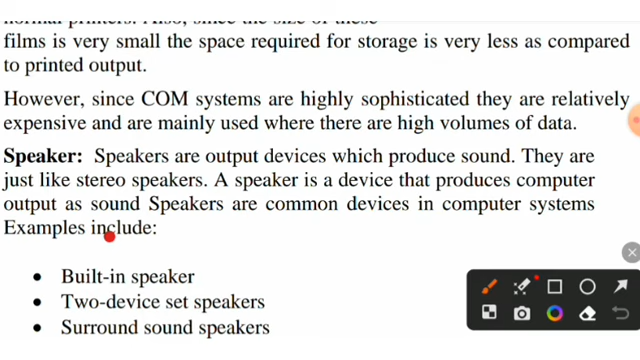 films is very small the space required for storage is very less as compared
to printed output.
However, since COM systems are highly sophisticated they are relatively
expensive and are mainly used where there are high volumes of data.
Speaker: Speakers are output devices which produce sound. They are
just like stereo speakers. A speaker is a device that produces computer
output as sound Speakers are common devices in computer systems
Examples include:
• Built-in speaker
• Two-device set speakers
• Surround sound speakers